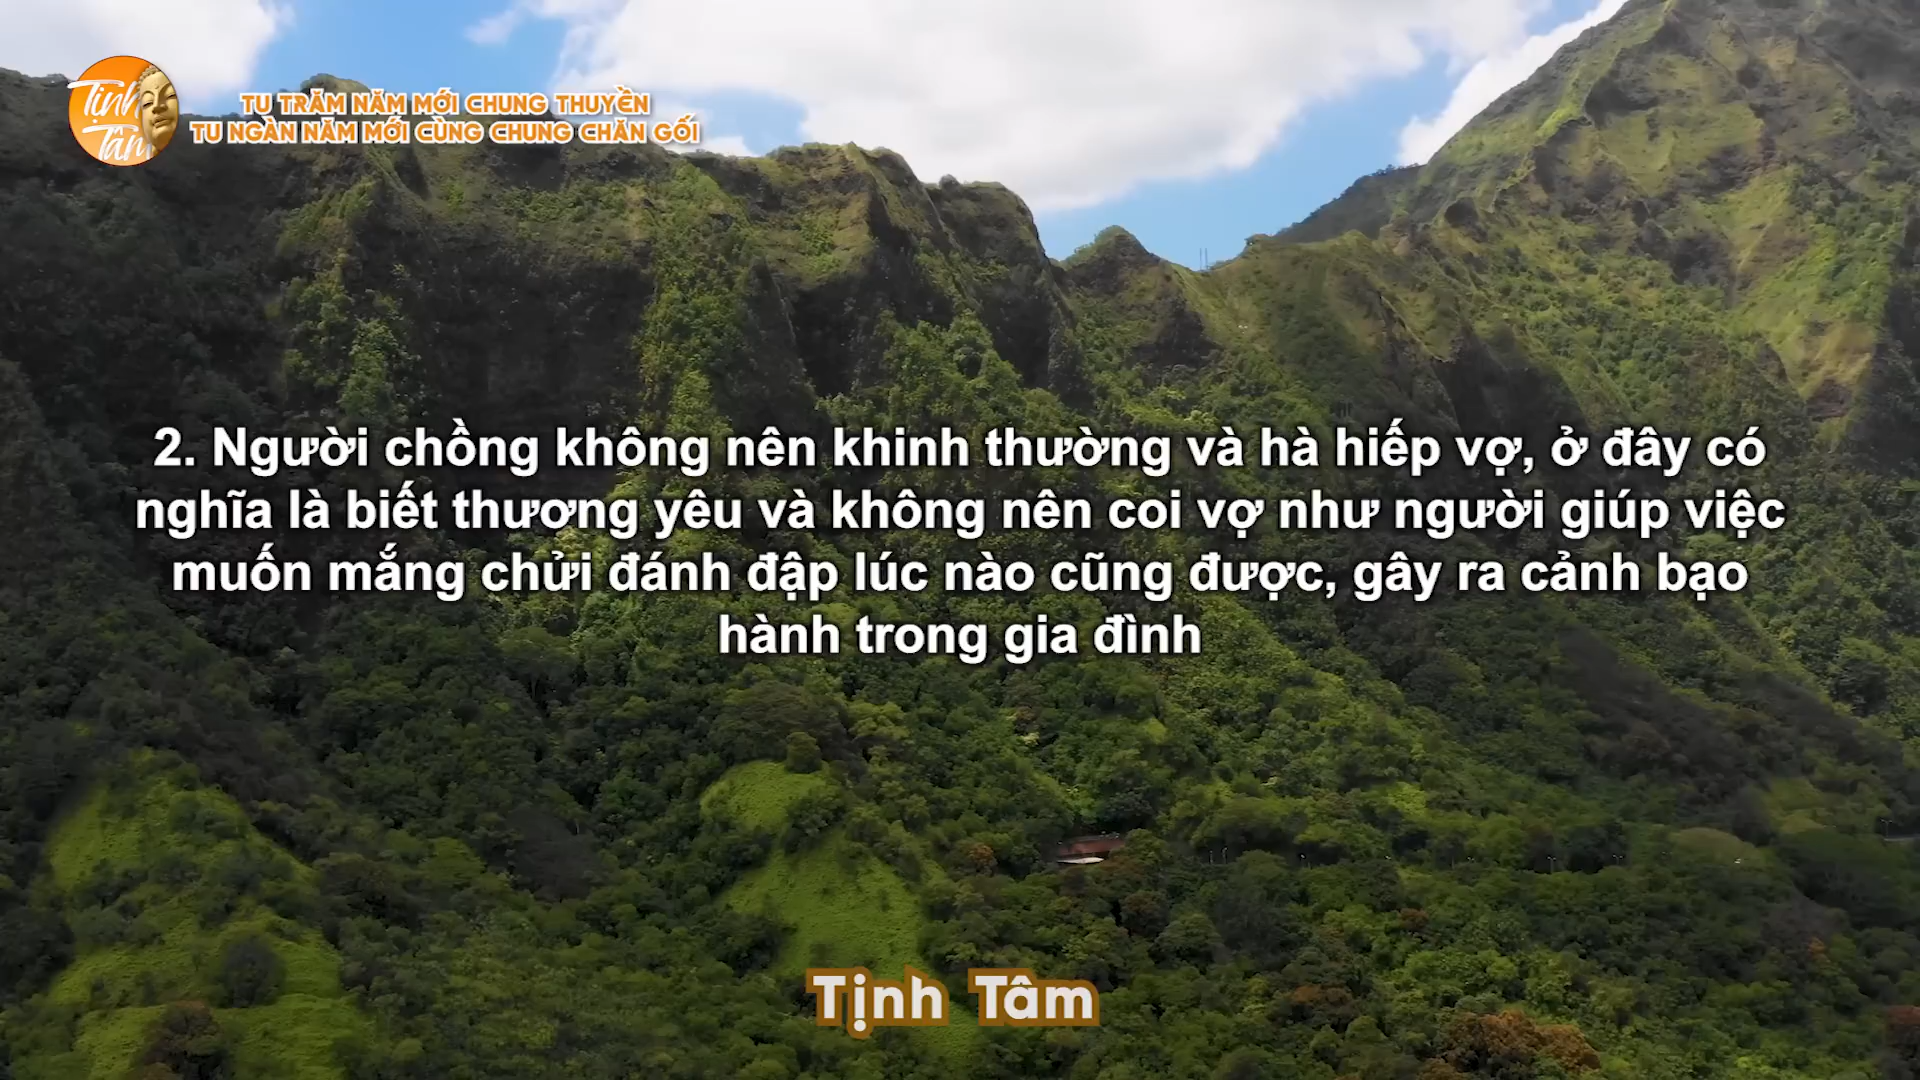 Tịnh
Tâm
TU TRĂM NĂM MỚI CHUNG THUYỀN
TU NGÀN NĂM MỚI CÙNG CHUNG CHĂN GỐI
2. Người chồng không nên khinh thường và hà hiếp vợ, ở đây có
nghĩa là biết thương yêu và không nên coi vợ như người giúp việc
muốn mắng chửi đánh đập lúc nào cũng được, gây ra cảnh bạo
hành trong gia đình
Tịnh Tâm